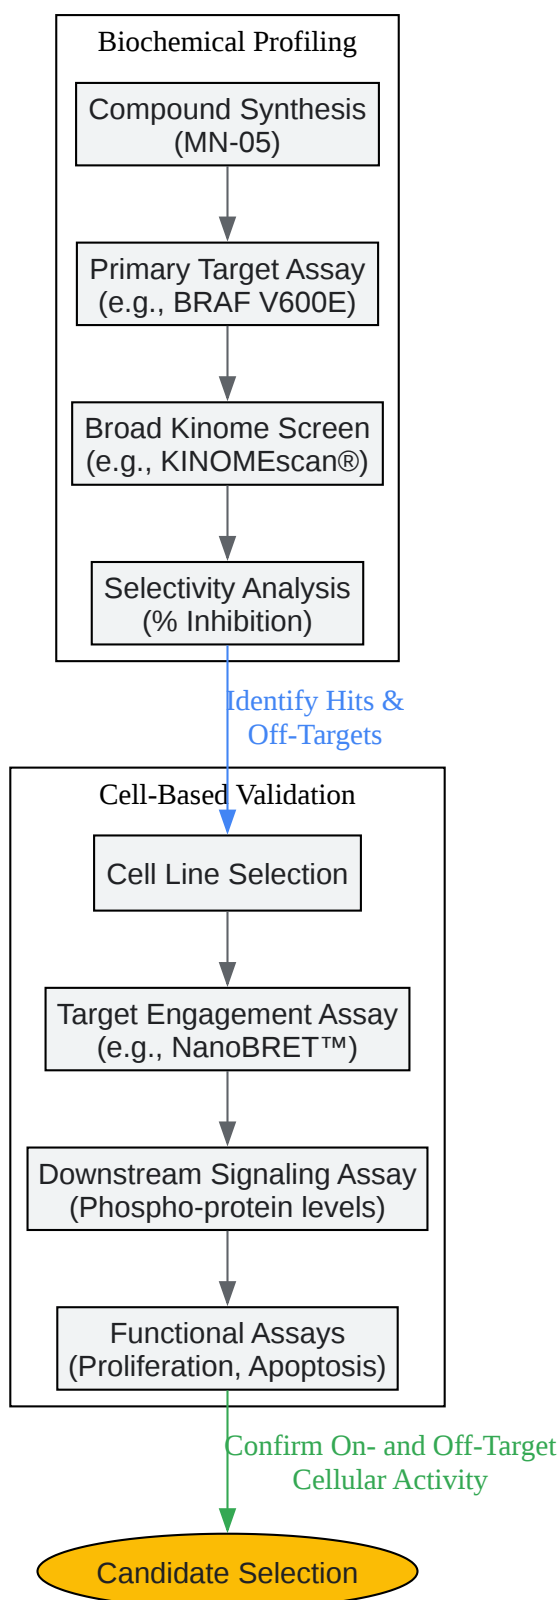 Biochemical Profiling
Compound Synthesis
(MN-05)
Primary Target Assay
(e.g., BRAF V600E)
Broad Kinome Screen
(e.g., KINOMEscan®)
Selectivity Analysis
(% Inhibition)
Identify Hits &
Off-Targets
Cell-Based Validation
Cell Line Selection
Target Engagement Assay
(e.g., NanoBRET™)
Downstream Signaling Assay
(Phospho-protein levels)
Functional Assays
(Proliferation, Apoptosis)
Confirm On- and Off-Target
Cellular Activity
Candidate Selection